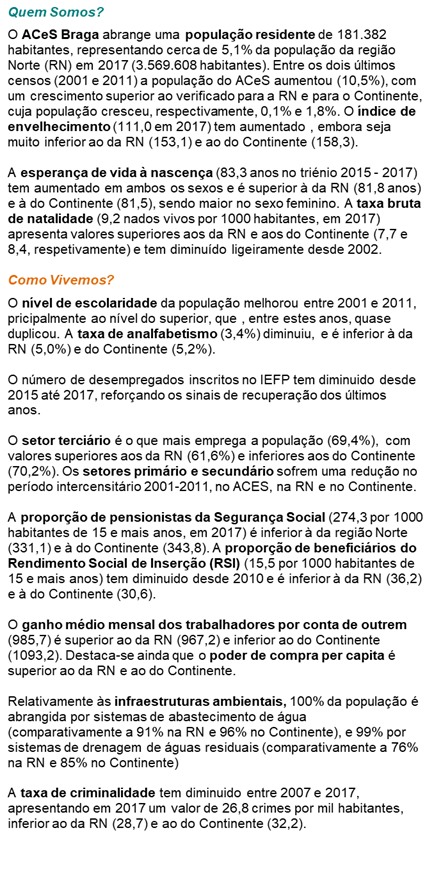 Quem Somos?
O ACeS Braga abrange uma população residente de 181.382
habitantes, representando cerca de 5,1% da população da região
Norte (RN) em 2017 (3.569.608 habitantes). Entre os dois últimos
censos (2001 e 2011) a população do ACeS aumentou (10,5%), com
um crescimento superior ao verificado para a RN e para o Continente,
cuja população cresceu, respectivamente, 0,1% e 1,8%. O índice de
envelhecimento (111,0 em 2017) tem aumentado , embora seja
muito inferior ao da RN (153,1) e ao do Continente (158,3).
A esperança de vida à nascença (83,3 anos no triénio 2015 - 2017)
tem aumentado em ambos os sexos e é superior à da RN (81,8 anos)
e à do Continente (81,5), sendo maior no sexo feminino. A taxa bruta
de natalidade (9,2 nados vivos por 1000 habitantes, em 2017)
apresenta valores superiores aos da RN e aos do Continente (7,7 e
8,4, respetivamente) e tem diminuído ligeiramente desde 2002.
Como Vivemos?
O nível de escolaridade da população melhorou entre 2001 e 2011,
pricipalmente ao nível do superior, que , entre estes anos, quase
duplicou. A taxa de analfabetismo (3,4%) diminuiu, e é inferior à da
RN (5,0%) e do Continente (5,2%).
O número de desempregados inscritos no IEFP tem diminuido desde
2015 até 2017, reforçando os sinais de recuperação dos últimos
anos.
O setor terciário é o que mais emprega a população (69,4%), com
valores superiores aos da RN (61,6%) e inferiores aos do Continente
(70,2%). Os setores primário e secundário sofrem uma redução no
período intercensitário 2001-2011, no ACES, na RN e no Continente.
A proporção de pensionistas da Segurança Social (274,3 por 1000
habitantes de 15 e mais anos, em 2017) é inferior à da região Norte
(331,1) e à do Continente (343,8). A proporção de beneficiários do
Rendimento Social de Inserção (RSI) (15,5 por 1000 habitantes de
15 e mais anos) tem diminuido desde 2010 e é inferior à da RN (36,2)
e à do Continente (30,6).
O ganho médio mensal dos trabalhadores por conta de outrem
(985,7) é superior ao da RN (967,2) e inferior ao do Continente
(1093,2). Destaca-se ainda que o poder de compra per capita é
superior ao da RN e ao do Continente.
Relativamente às infraestruturas ambientais, 100% da população é
abrangida por sistemas de abastecimento de água
(comparativamente a 91% na RN e 96% no Continente), e 99% por
sistemas de drenagem de águas residuais (comparativamente a 76%
na RN e 85% no Continente)
A taxa de criminalidade tem diminuido entre 2007 e 2017,
apresentando em 2017 um valor de 26,8 crimes por mil habitantes,
inferior ao da RN (28,7) e ao do Continente (32,2).